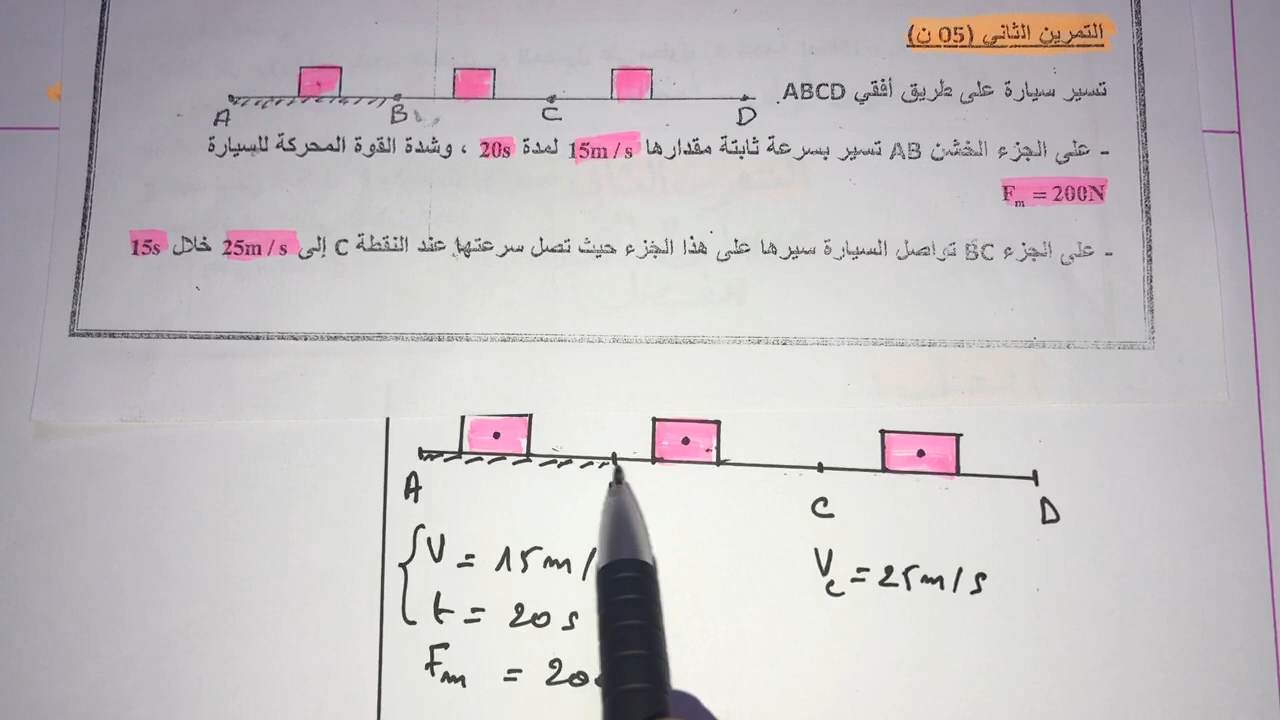 التمرين الثاني (05 ن)
تسير سيارة على طريق أفقي ABCD.
A B C D
- على الجزء الخشن AB تسير بسرعة ثابتة مقدارها 15m/s لمدة 20s ، وشدة القوة المحركة للسيارة
Fm = 200N
- على الجزء BC تواصل السيارة سيرها على هذا الجزء حيث تصل سرعتها عند النقطة C إلى 25m/s خلال 15s
A C D
V = 15m/
t = 20s
Vc = 25m/s
Fm = 20